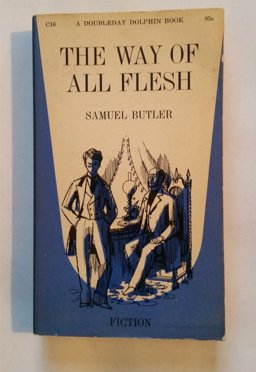 C16 A DOUBLEDAY DOLPHIN BOOK 95¢
THE WAY OF
ALL FLESH
SAMUEL BUTLER
FICTION